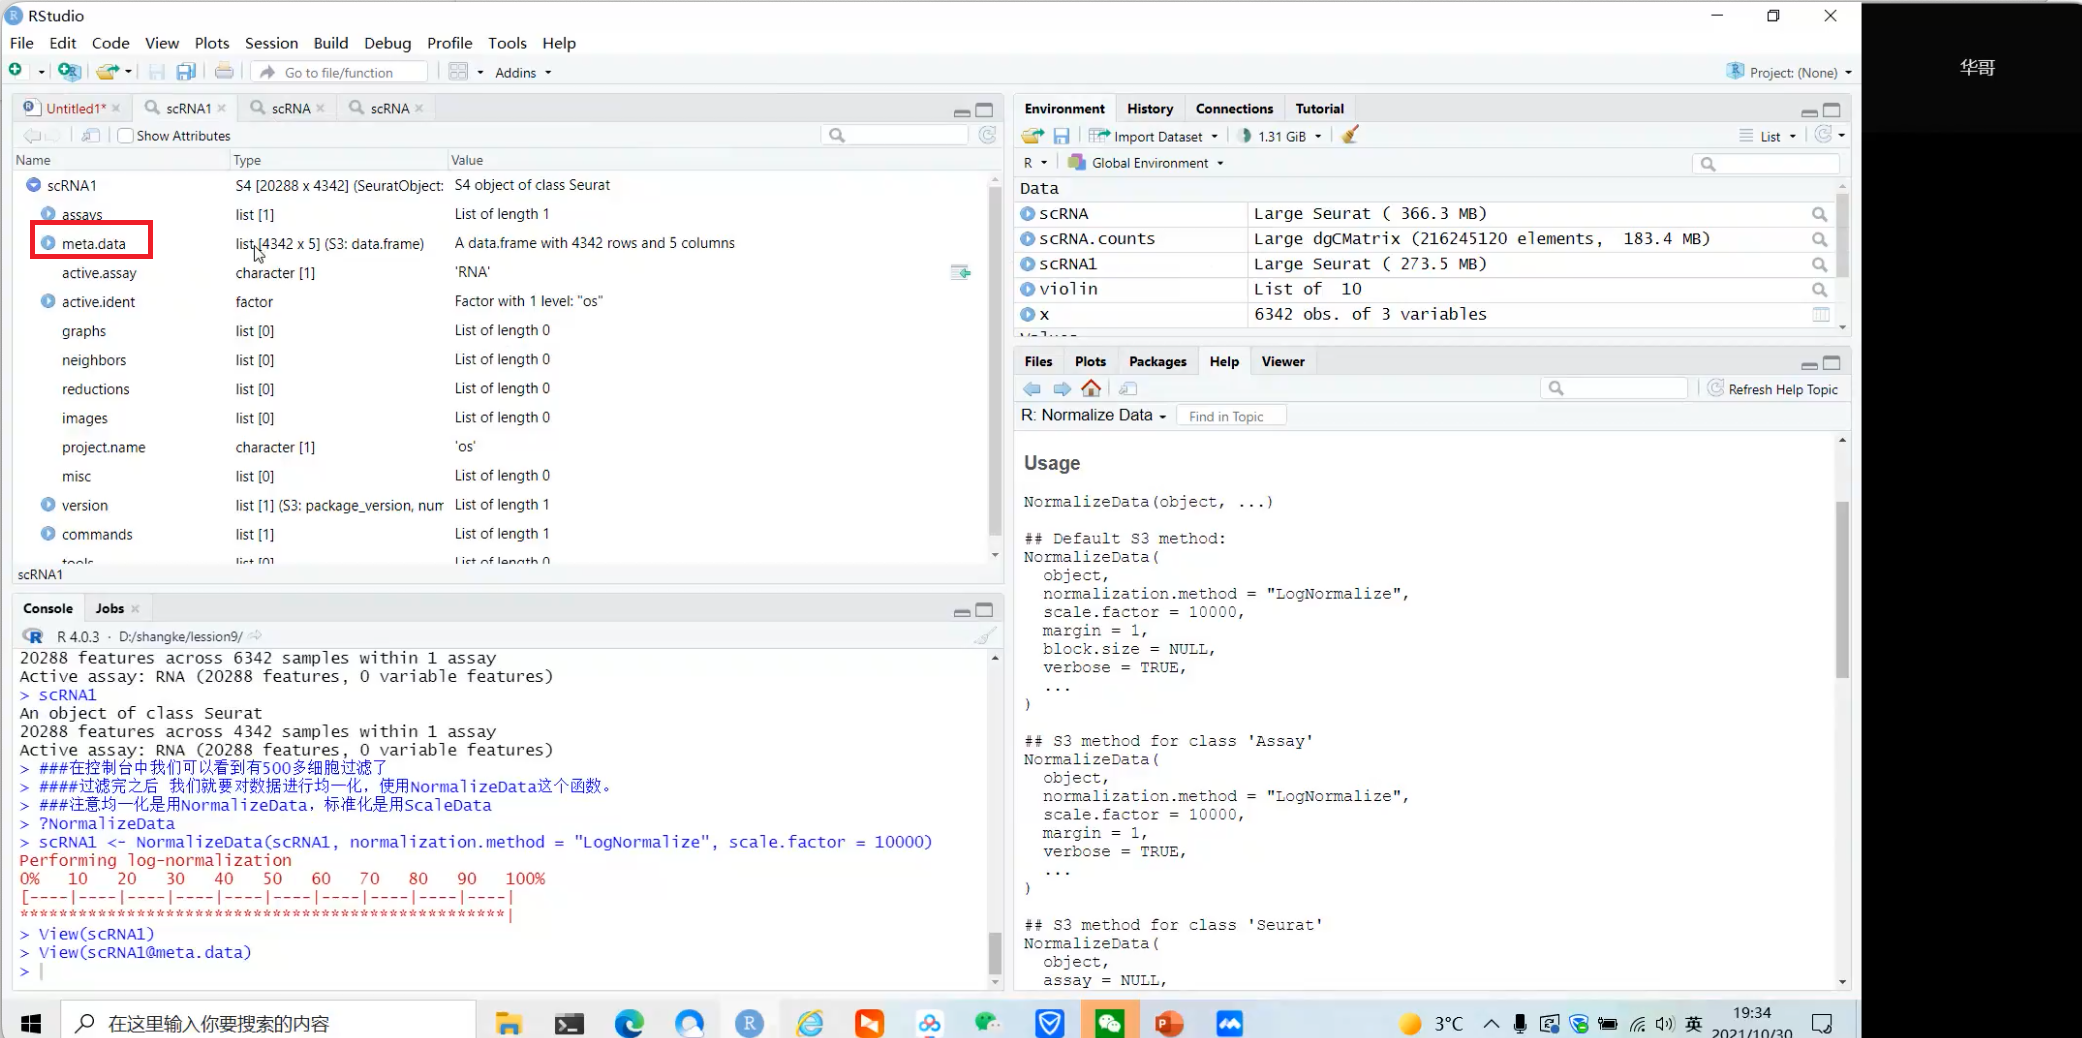 RStudio
File Edit Code View Plots Session Build Debug Profile Tools Help
Go to file/function Addins Project: (None)
华哥
Untitled1* scRNA1 scRNA scRNA
Show Attributes
Name Type Value
scRNA1 S4 [20288 x 4342] (SeuratObject: S4 object of class Seurat
assays list [1] List of length 1
meta.data list [4342 x 5] (S3: data.frame) A data.frame with 4342 rows and 5 columns
active.assay character [1] 'RNA'
active.ident factor Factor with 1 level: "os"
graphs list [0] List of length 0
neighbors list [0] List of length 0
reductions list [0] List of length 0
images list [0] List of length 0
project.name character [1] 'os'
misc list [0] List of length 0
version list [1] (S3: package_version, num List of length 1
commands list [1] List of length 1
tools list [0] List of length 0
scRNA1
Environment History Connections Tutorial
Import Dataset 1.31 GiB List
R Global Environment
Data
scRNA Large Seurat ( 366.3 MB)
scRNA.counts Large dgCMatrix (216245120 elements, 183.4 MB)
scRNA1 Large Seurat ( 273.5 MB)
violin List of 10
x 6342 obs. of 3 variables
Values
Files Plots Packages Help Viewer
Refresh Help Topic
R: Normalize Data Find in Topic
Usage
NormalizeData(object, ...)
## Default S3 method:
NormalizeData(
object,
normalization.method = "LogNormalize",
scale.factor = 10000,
margin = 1,
block.size = NULL,
verbose = TRUE,
...
)
## S3 method for class 'Assay'
NormalizeData(
object,
normalization.method = "LogNormalize",
scale.factor = 10000,
margin = 1,
verbose = TRUE,
...
)
## S3 method for class 'Seurat'
NormalizeData(
object,
assay = NULL,
Console Jobs
R 4.0.3 · D:/shangke/lession9/
20288 features across 6342 samples within 1 assay
Active assay: RNA (20288 features, 0 variable features)
> scRNA1
An object of class Seurat
20288 features across 4342 samples within 1 assay
Active assay: RNA (20288 features, 0 variable features)
> ###在控制台中我们可以看到有500多细胞过滤了
> ####过滤完之后 我们就要对数据进行均一化，使用NormalizeData这个函数。
> ###注意均一化是用NormalizeData，标准化是用ScaleData
> ?NormalizeData
> scRNA1 <- NormalizeData(scRNA1, normalization.method = "LogNormalize", scale.factor = 10000)
Performing log-normalization
0% 10 20 30 40 50 60 70 80 90 100%
[----|----|----|----|----|----|----|----|----|----|
**************************************************|
> View(scRNA1)
> View(scRNA1@meta.data)
>
在这里输入你要搜索的内容
3°C 英 19:34
2021/10/30